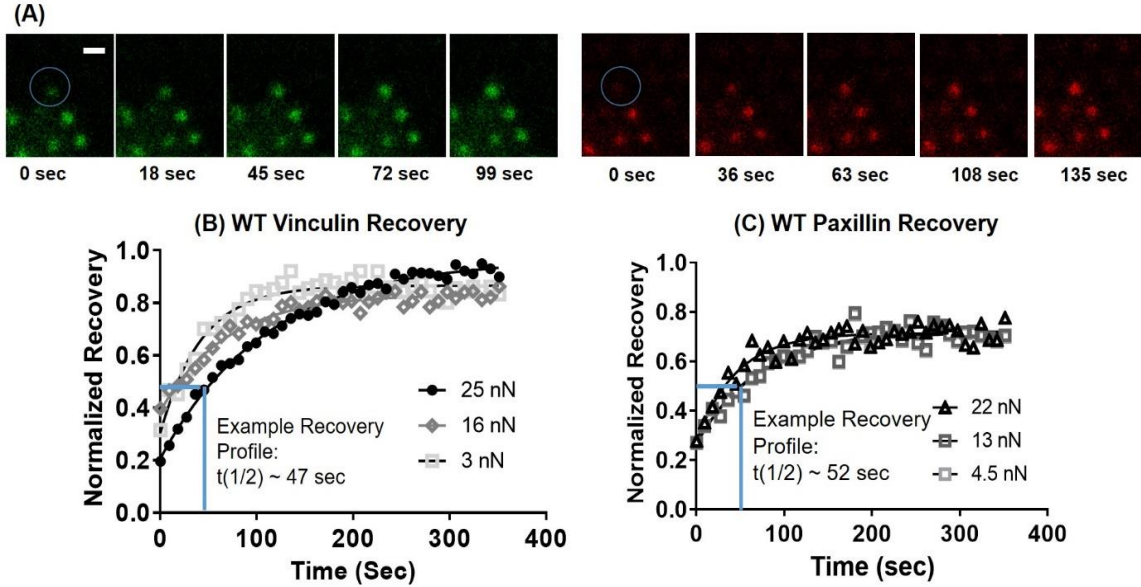 (A)
0 sec 18 sec 45 sec 72 sec 99 sec
0 sec 36 sec 63 sec 108 sec 135 sec
(B) WT Vinculin Recovery
Normalized Recovery
1.0
0.8
0.6
0.4
0.2
0.0
0 100 200 300 400
Time (Sec)
25 nN
16 nN
3 nN
Example Recovery
Profile:
t(1/2) ~ 47 sec
(C) WT Paxillin Recovery
Normalized Recovery
1.0
0.8
0.6
0.4
0.2
0.0
0 100 200 300 400
Time (sec)
22 nN
13 nN
4.5 nN
Example Recovery
Profile:
t(1/2) ~ 52 sec